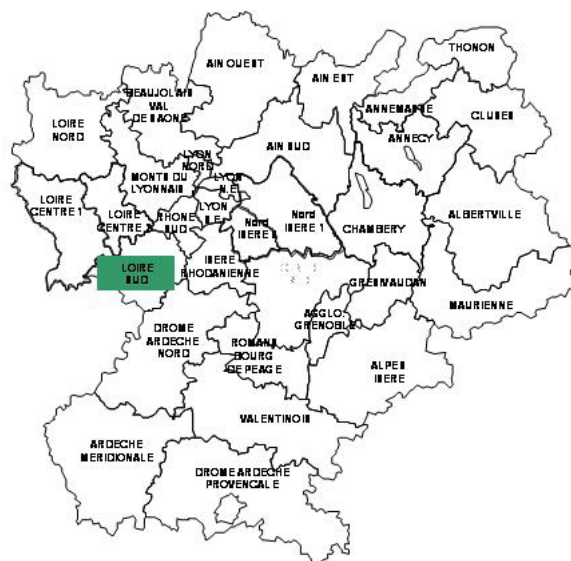 THONON
AIN OUEST
AIN EST
BEAUJOLAIS
VAL
DE SAONE
ANNEMASSE
CLUSES
LOIRE
NORD
ANNECY
AIN SUD
LYON
NORD
MONTS DU
LYONNAIS
LYON
N.E.
LOIRE
CENTRE 1
LOIRE
CENTRE 2
RHONE
SUD
LYON
S.E.
Nord
ISERE 1
Nord
ISERE II
ALBERTVILLE
CHAMBERY
ISERE
RHODANIENNE
LOIRE
SUD
GRESIVAUDAN
MAURIENNE
AGGLO-
GRENOBLE
DROME
ARDECHE
NORD
ROMANS
BOURG
DE PEAGE
ALPES
ISERE
VALENTINOIS
ARDECHE
MERIDIONALE
DROME ARDECHE
PROVENCALE